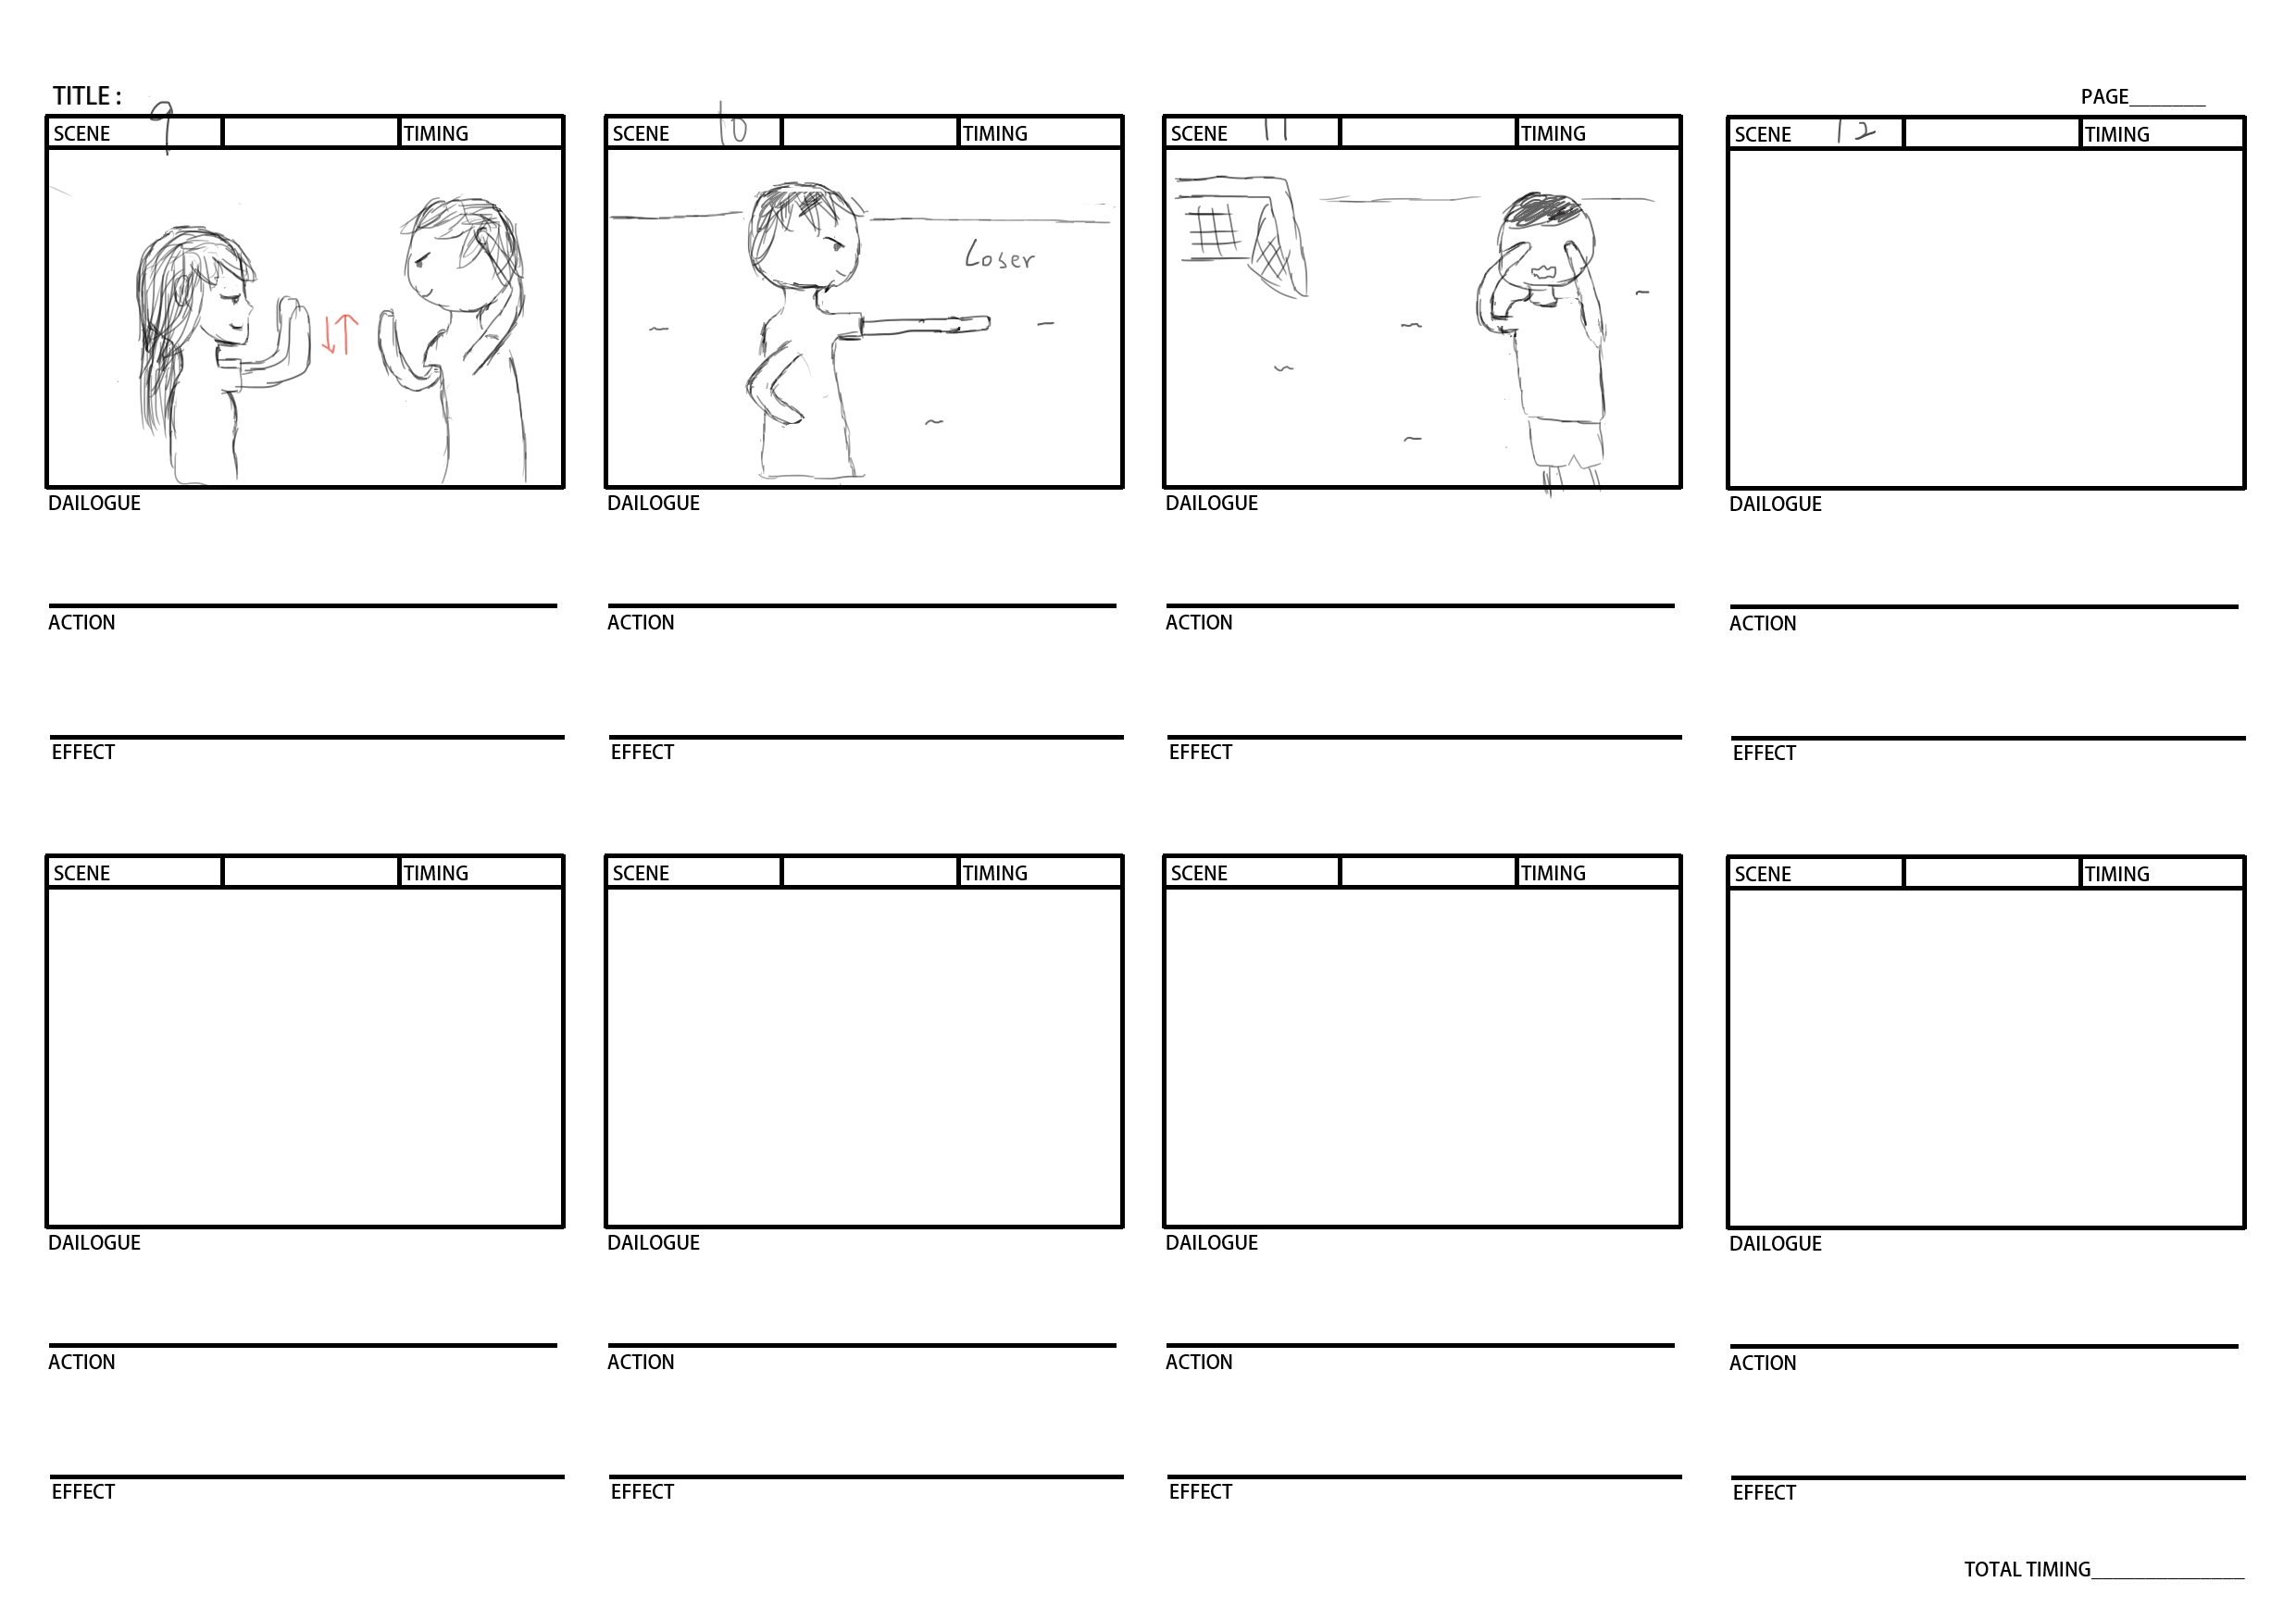 TITLE :
PAGE_______
SCENE 9 TIMING
SCENE 10 TIMING
SCENE 11 TIMING
SCENE 12 TIMING
Loser
DAILOGUE DAILOGUE DAILOGUE DAILOGUE
ACTION ACTION ACTION ACTION
EFFECT EFFECT EFFECT EFFECT
SCENE TIMING
SCENE TIMING
SCENE TIMING
SCENE TIMING
DAILOGUE DAILOGUE DAILOGUE DAILOGUE
ACTION ACTION ACTION ACTION
EFFECT EFFECT EFFECT EFFECT
TOTAL TIMING______________